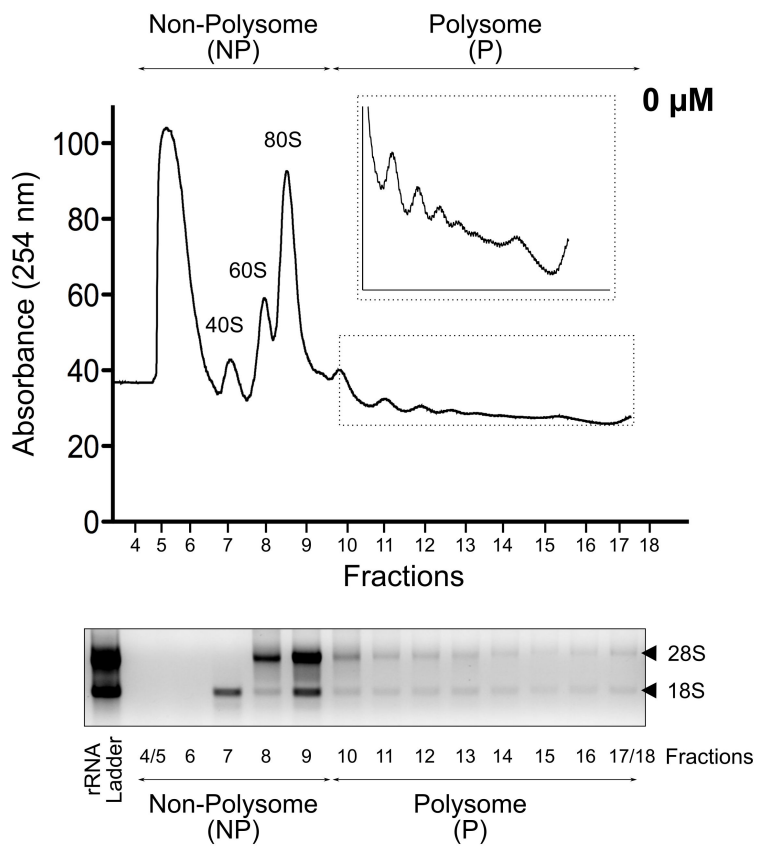 Non-Polysome
(NP)
Polysome
(P)
0 µM
Absorbance (254 nm)
100
80
60
40
20
0
80S
60S
40S
4 5 6 7 8 9 10 11 12 13 14 15 16 17 18
Fractions
28S
18S
rRNA
Ladder
4/5 6 7 8 9 10 11 12 13 14 15 16 17/18 Fractions
Non-Polysome
(NP)
Polysome
(P)